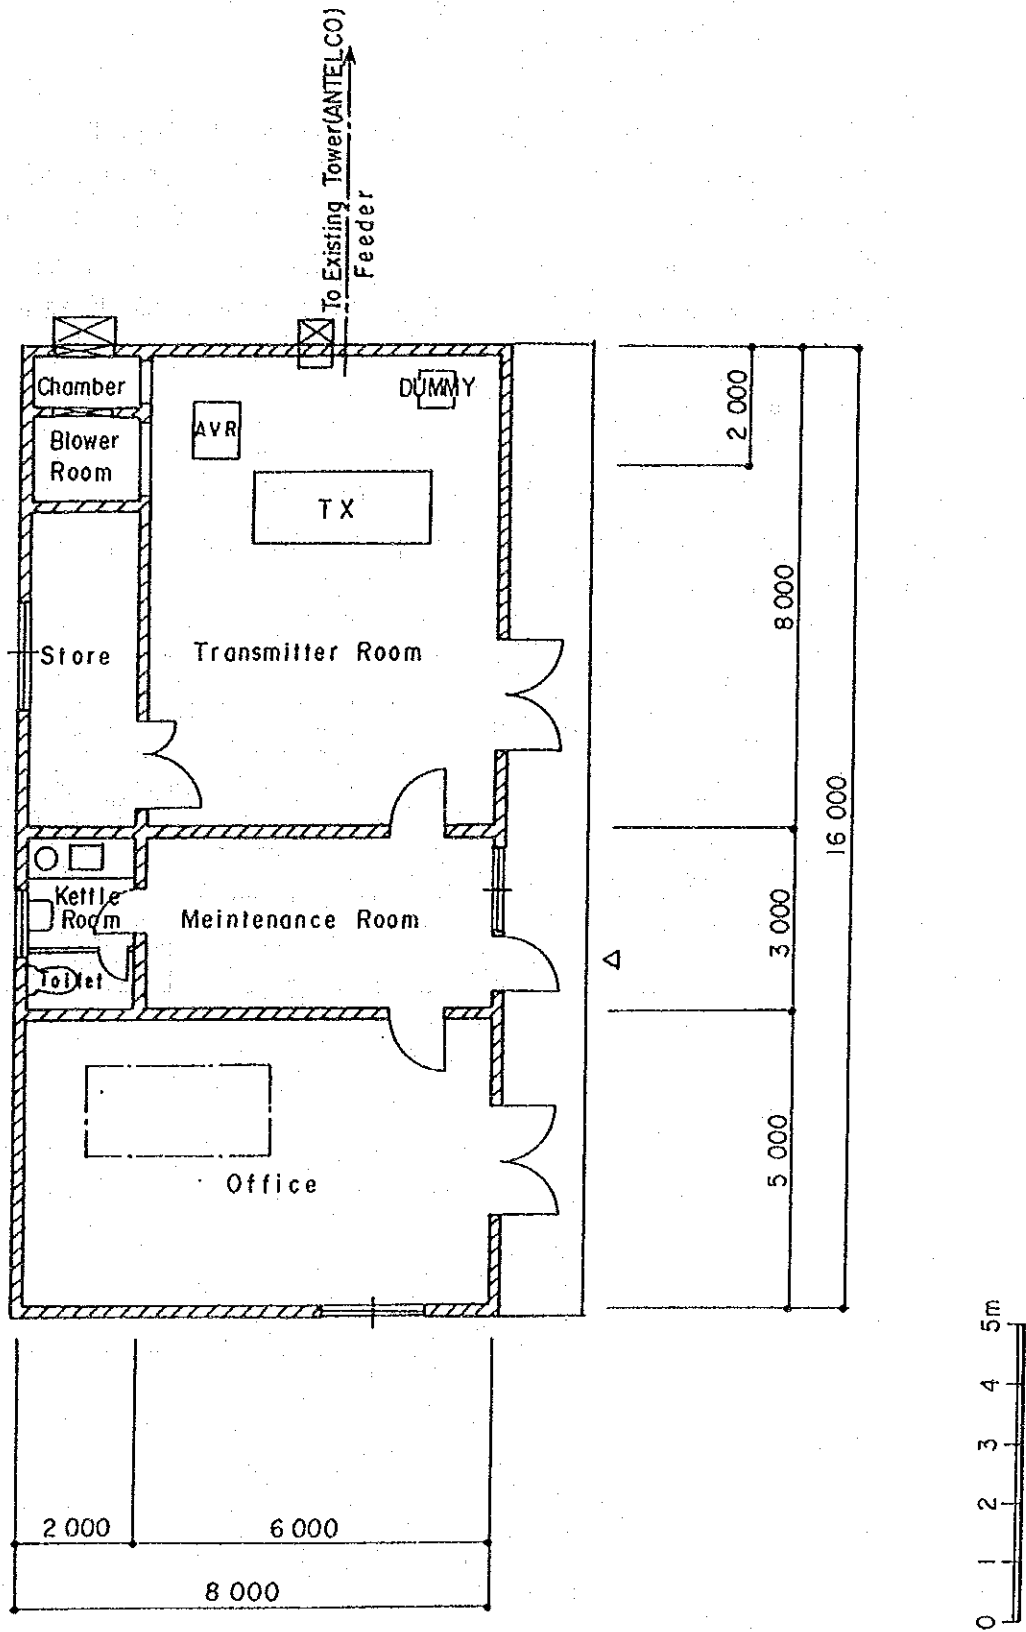 To Existing Tower(ANTELCO)
Feeder
Chamber
DUMMY
AVR
Blower
Room
TX
2 000
8 000
Store
Transmitter Room
16 000
Kettle
Room
Meintenance Room
3 000
Toilet
5 000
Office
2 000
6 000
8 000
0 1 2 3 4 5m